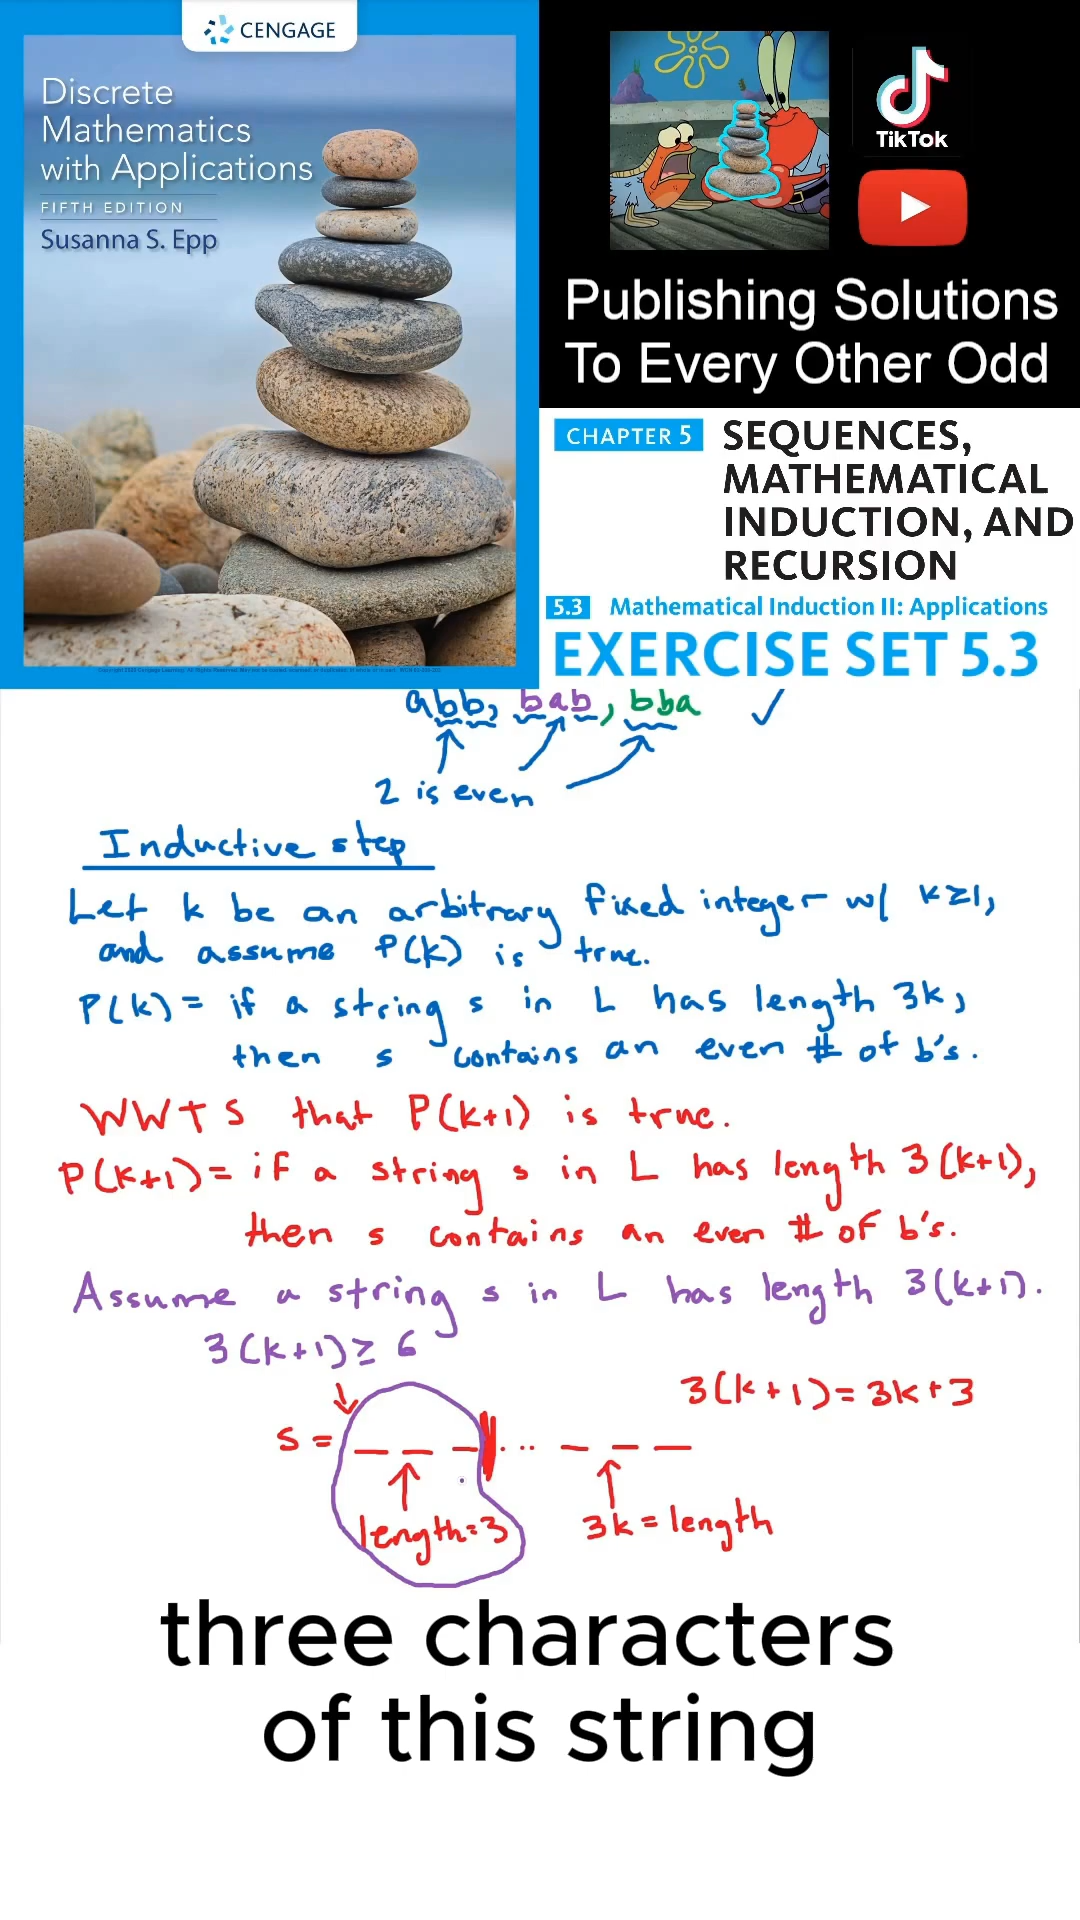 CENGAGE
Discrete
Mathematics
with Applications
FIFTH EDITION
Susanna S. Epp
TikTok
Publishing Solutions
To Every Other Odd
CHAPTER 5 SEQUENCES,
MATHEMATICAL
INDUCTION, AND
RECURSION
5.3 Mathematical Induction II: Applications
EXERCISE SET 5.3
abb, bab, bba ✓
2 is even
Inductive step
Let k be an arbitrary fixed integer w/ k≥1,
and assume P(k) is true.
P(k) = if a string s in L has length 3k,
then s contains an even # of b's.
WWTS that P(k+1) is true.
P(k+1) = if a string s in L has length 3(k+1),
then s contains an even # of b's.
Assume a string s in L has length 3(k+1).
3(k+1) ≥ 6
3(k+1) = 3k+3
s = _ _ _ ... _ _ _
length=3 3k = length
three characters
of this string